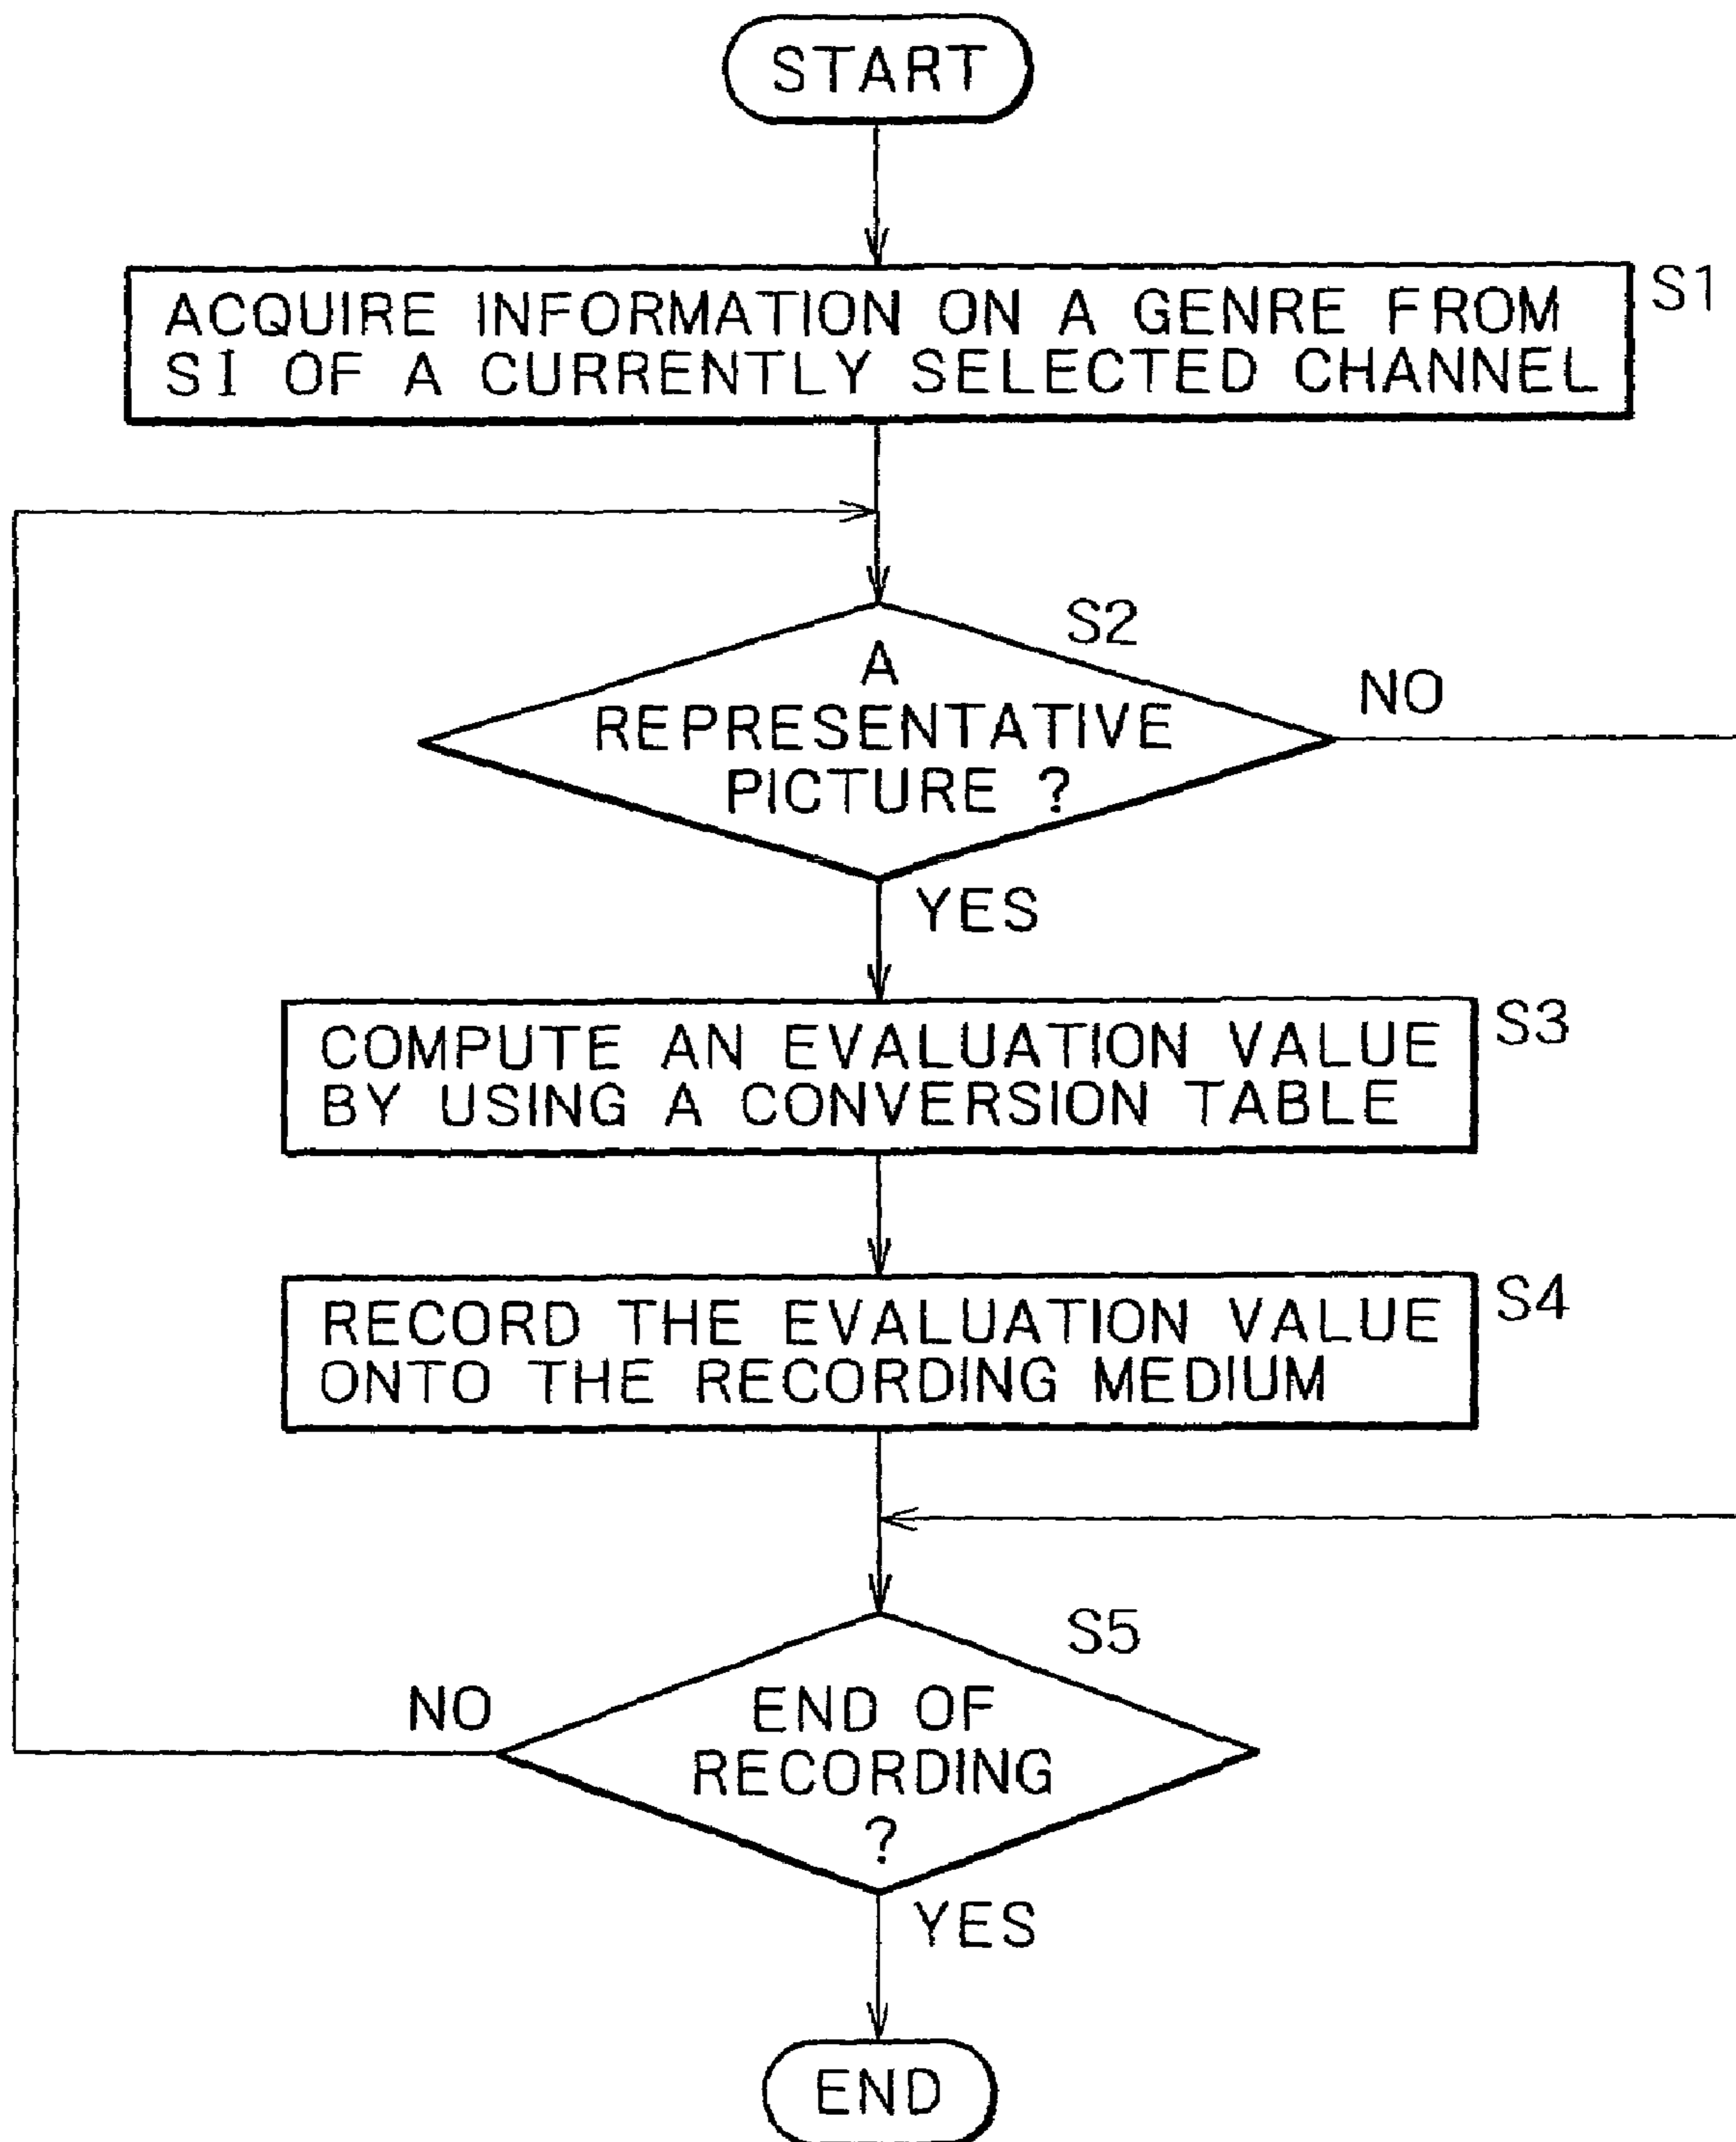 START
ACQUIRE INFORMATION ON A GENRE FROM
SI OF A CURRENTLY SELECTED CHANNEL
S1
S2
A
REPRESENTATIVE
PICTURE ?
NO
YES
COMPUTE AN EVALUATION VALUE
BY USING A CONVERSION TABLE
S3
RECORD THE EVALUATION VALUE
ONTO THE RECORDING MEDIUM
S4
S5
NO
END OF
RECORDING
?
YES
END